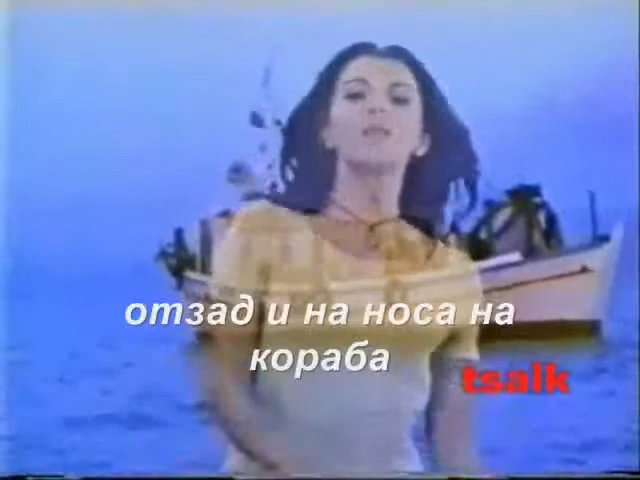 отзад и на носа на
кораба
tsalk